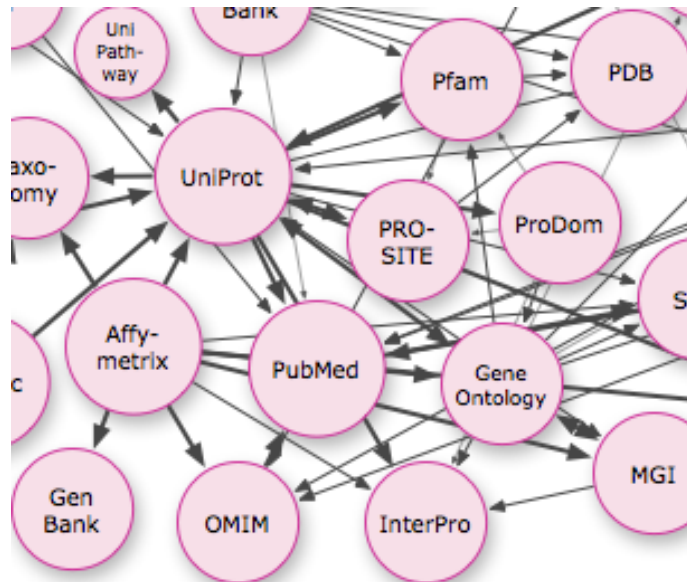 Bank
Uni
Path-
way
Pfam
PDB
axo-
omy
UniProt
PRO-
SITE
ProDom
S
Affy-
metrix
PubMed
Gene
Ontology
c
MGI
Gen
Bank
OMIM
InterPro